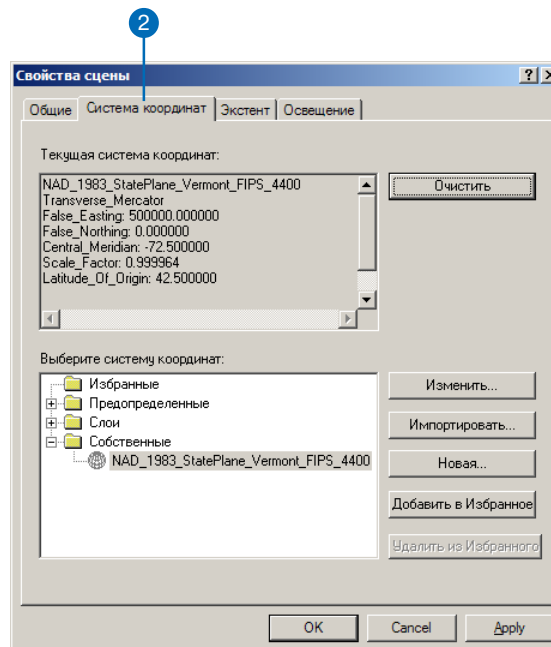 2
Свойства сцены
Общие Система координат Экстент Освещение
Текущая система координат:
NAD_1983_StatePlane_Vermont_FIPS_4400
Transverse_Mercator
False_Easting: 500000.000000
False_Northing: 0.000000
Central_Meridian: -72.500000
Scale_Factor: 0.999964
Latitude_Of_Origin: 42.500000
Очистить
Выберите систему координат:
Избранные
Предопределенные
Слои
Собственные
NAD_1983_StatePlane_Vermont_FIPS_4400
Изменить...
Импортировать...
Новая...
Добавить в Избранное
Удалить из Избранного
OK Cancel Apply